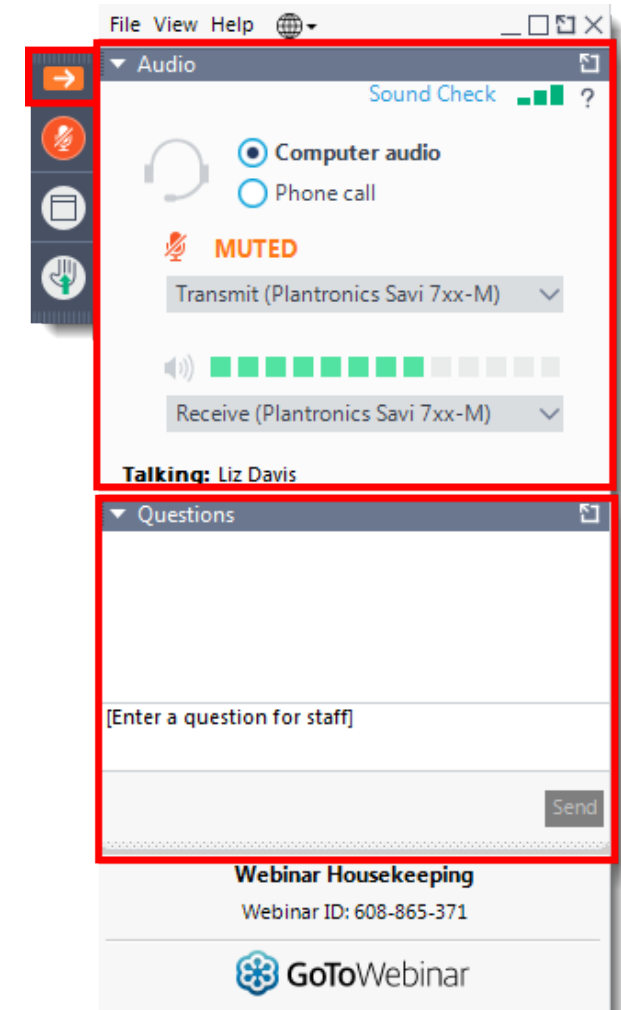 File View Help
Audio
Sound Check ?
Computer audio
Phone call
MUTED
Transmit (Plantronics Savi 7xx-M)
Receive (Plantronics Savi 7xx-M)
Talking: Liz Davis
Questions
[Enter a question for staff]
Send
Webinar Housekeeping
Webinar ID: 608-865-371
GoToWebinar